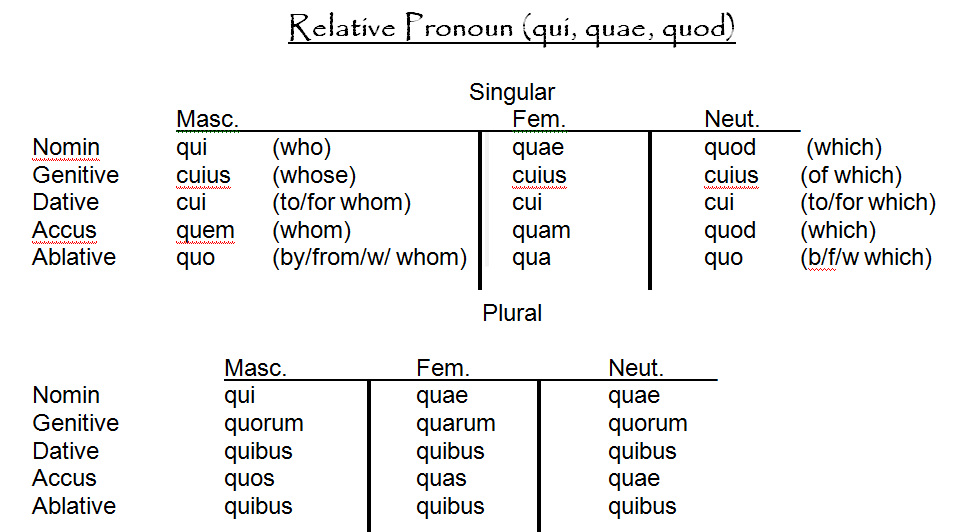 Relative Pronoun (qui, quae, quod)
Singular
Masc. Fem. Neut.
Nomin qui (who) quae quod (which)
Genitive cuius (whose) cuius cuius (of which)
Dative cui (to/for whom) cui cui (to/for which)
Accus quem (whom) quam quod (which)
Ablative quo (by/from/w/ whom) qua quo (b/f/w which)
Plural
Masc. Fem. Neut.
Nomin qui quae quae
Genitive quorum quarum quorum
Dative quibus quibus quibus
Accus quos quas quae
Ablative quibus quibus quibus